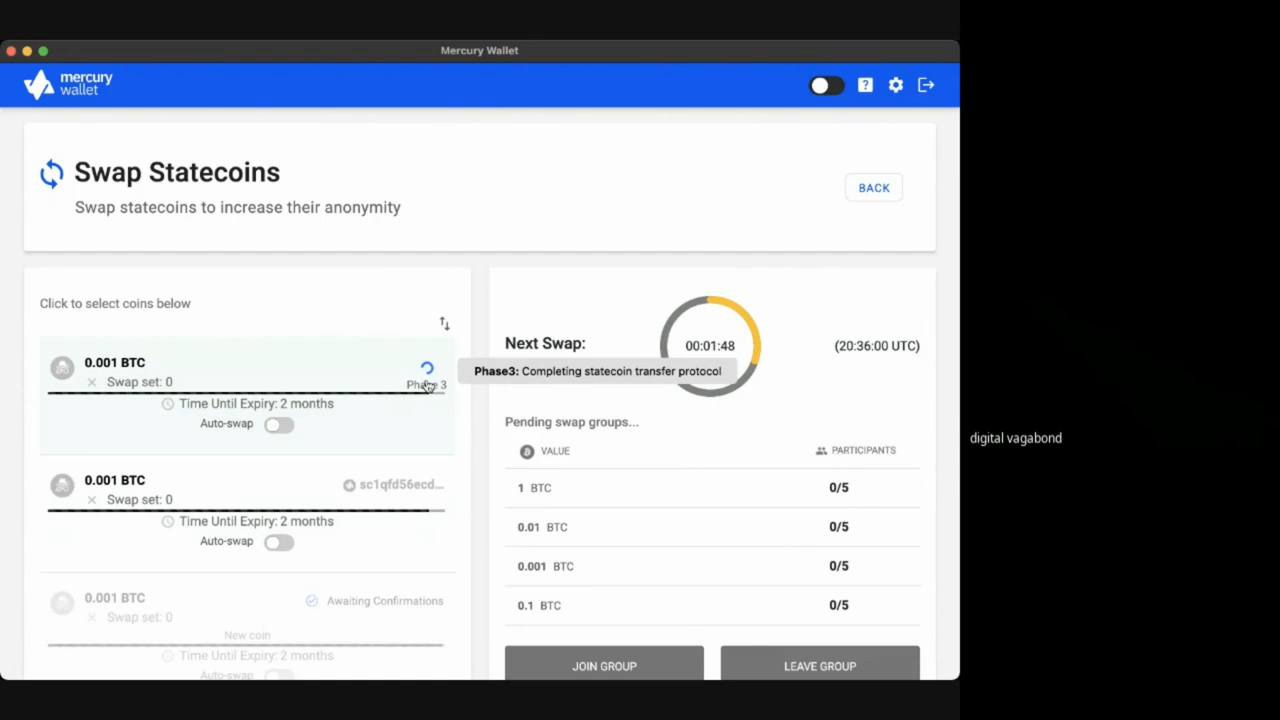 Mercury Wallet
mercury
wallet
?
Swap Statecoins
Swap statecoins to increase their anonymity
BACK
Click to select coins below
0.001 BTC
Swap set: 0
Phase 3
Time Until Expiry: 2 months
Auto-swap
0.001 BTC
sc1qfd56ecd...
Swap set: 0
Time Until Expiry: 2 months
Auto-swap
0.001 BTC
Awaiting Confirmations
Swap set: 0
New coin
Time Until Expiry: 2 months
Auto-swap
Next Swap:
00:01:48
(20:36:00 UTC)
Phase3: Completing statecoin transfer protocol
Pending swap groups...
VALUE PARTICIPANTS
1 BTC 0/5
0.01 BTC 0/5
0.001 BTC 0/5
0.1 BTC 0/5
JOIN GROUP LEAVE GROUP
digital vagabond